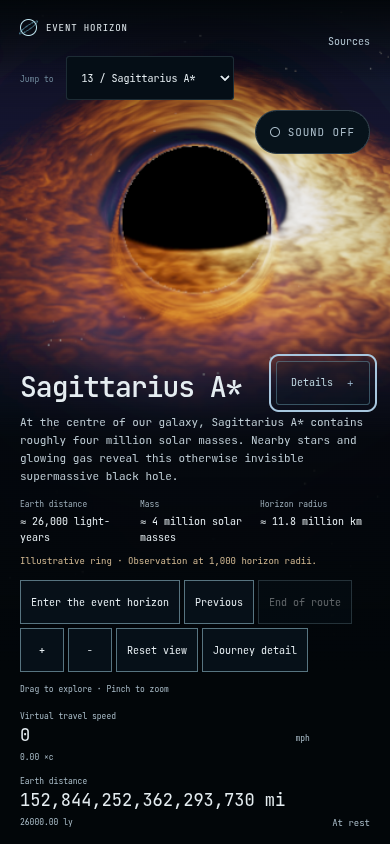 EVENT HORIZON
Sources
Jump to
13 / Sagittarius A*
SOUND OFF
Sagittarius A*
Details +
At the centre of our galaxy, Sagittarius A* contains
roughly four million solar masses. Nearby stars and
glowing gas reveal this otherwise invisible
supermassive black hole.
Earth distance
Mass
Horizon radius
≈ 26,000 light-
years
≈ 4 million solar
masses
≈ 11.8 million km
Illustrative ring · Observation at 1,000 horizon radii.
Enter the event horizon
Previous
End of route
+
-
Reset view
Journey detail
Drag to explore · Pinch to zoom
Virtual travel speed
0
mph
0.00 ×c
Earth distance
152,844,252,362,293,730 mi
26000.00 ly
At rest